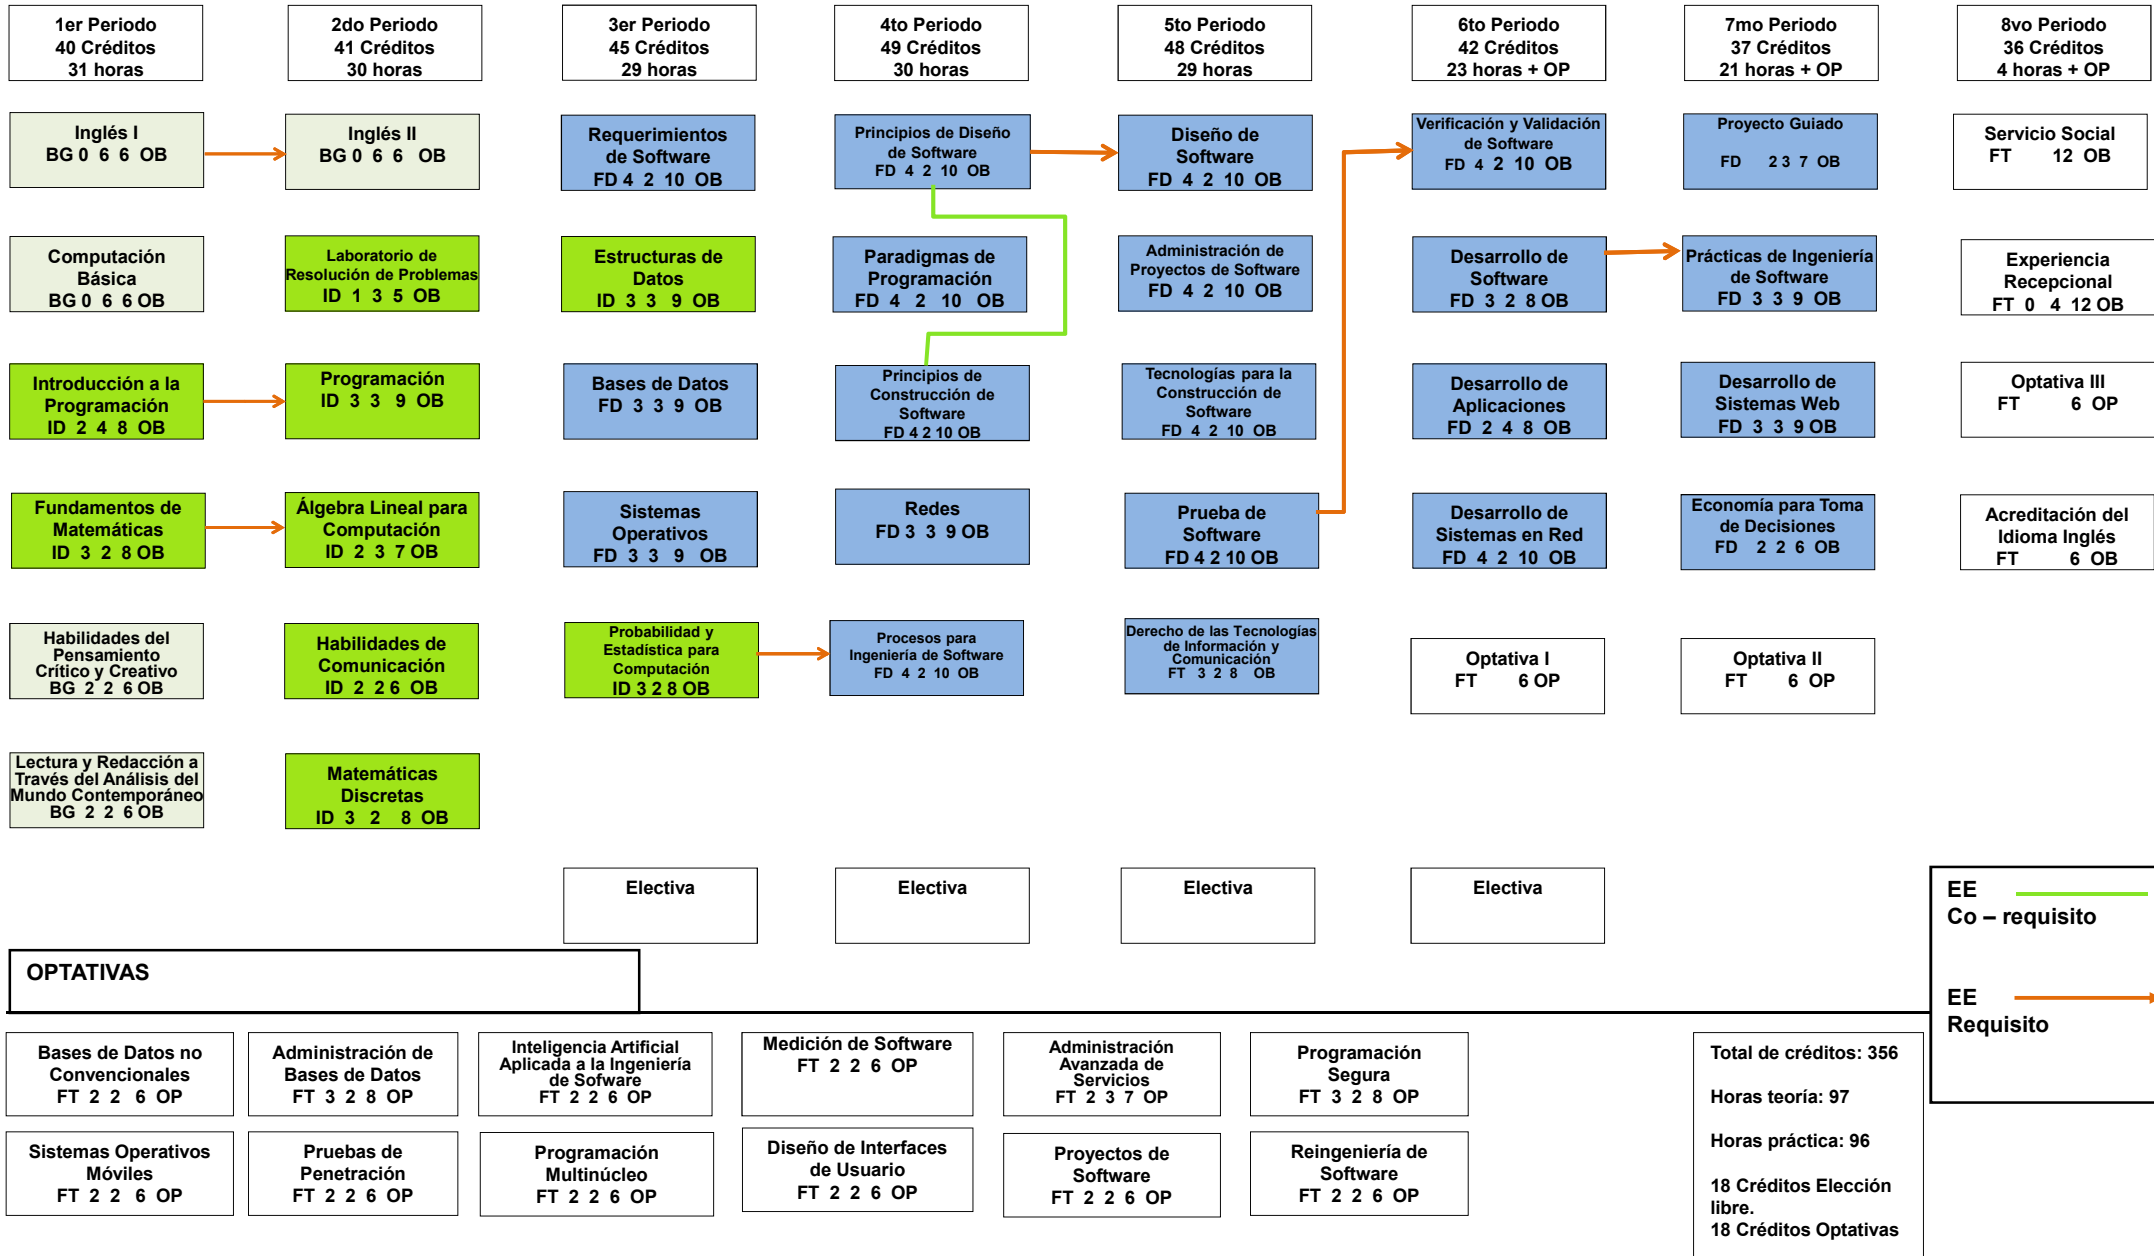 1er Periodo
40 Créditos
31 horas
2do Periodo
41 Créditos
30 horas
3er Periodo
45 Créditos
29 horas
4to Periodo
49 Créditos
30 horas
5to Periodo
48 Créditos
29 horas
6to Periodo
42 Créditos
23 horas + OP
7mo Periodo
37 Créditos
21 horas + OP
8vo Periodo
36 Créditos
4 horas + OP
Inglés I
BG 0 6 6 OB
Inglés II
BG 0 6 6 OB
Requerimientos
de Software
FD 4 2 10 OB
Principios de Diseño
de Software
FD 4 2 10 OB
Diseño de
Software
FD 4 2 10 OB
Verificación y Validación
de Software
FD 4 2 10 OB
Proyecto Guiado
FD 2 3 7 OB
Servicio Social
FT 12 OB
Computación
Básica
BG 0 6 6 OB
Laboratorio de
Resolución de Problemas
ID 1 3 5 OB
Estructuras de
Datos
ID 3 3 9 OB
Paradigmas de
Programación
FD 4 2 10 OB
Administración de
Proyectos de Software
FD 4 2 10 OB
Desarrollo de
Software
FD 3 2 8 OB
Prácticas de Ingeniería
de Software
FD 3 3 9 OB
Experiencia
Recepcional
FT 0 4 12 OB
Introducción a la
Programación
ID 2 4 8 OB
Programación
ID 3 3 9 OB
Bases de Datos
FD 3 3 9 OB
Principios de
Construcción de
Software
FD 4 2 10 OB
Tecnologías para la
Construcción de
Software
FD 4 2 10 OB
Desarrollo de
Aplicaciones
FD 2 4 8 OB
Desarrollo de
Sistemas Web
FD 3 3 9 OB
Optativa III
FT 6 OP
Fundamentos de
Matemáticas
ID 3 2 8 OB
Álgebra Lineal para
Computación
ID 2 3 7 OB
Sistemas
Operativos
FD 3 3 9 OB
Redes
FD 3 3 9 OB
Prueba de
Software
FD 4 2 10 OB
Desarrollo de
Sistemas en Red
FD 4 2 10 OB
Economía para Toma
de Decisiones
FD 2 2 6 OB
Acreditación del
Idioma Inglés
FT 6 OB
Habilidades del
Pensamiento
Crítico y Creativo
BG 2 2 6 OB
Habilidades de
Comunicación
ID 2 2 6 OB
Probabilidad y
Estadística para
Computación
ID 3 2 8 OB
Procesos para
Ingeniería de Software
FD 4 2 10 OB
Derecho de las Tecnologías
de Información y
Comunicación
FT 3 2 8 OB
Optativa I
FT 6 OP
Optativa II
FT 6 OP
Lectura y Redacción a
Través del Análisis del
Mundo Contemporáneo
BG 2 2 6 OB
Matemáticas
Discretas
ID 3 2 8 OB
Electiva
Electiva
Electiva
Electiva
EE
Co – requisito
EE
Requisito
OPTATIVAS
Bases de Datos no
Convencionales
FT 2 2 6 OP
Administración de
Bases de Datos
FT 3 2 8 OP
Inteligencia Artificial
Aplicada a la Ingeniería
de Sofware
FT 2 2 6 OP
Medición de Software
FT 2 2 6 OP
Administración
Avanzada de
Servicios
FT 2 3 7 OP
Programación
Segura
FT 3 2 8 OP
Sistemas Operativos
Móviles
FT 2 2 6 OP
Pruebas de
Penetración
FT 2 2 6 OP
Programación
Multinúcleo
FT 2 2 6 OP
Diseño de Interfaces
de Usuario
FT 2 2 6 OP
Proyectos de
Software
FT 2 2 6 OP
Reingeniería de
Software
FT 2 2 6 OP
Total de créditos: 356
Horas teoría: 97
Horas práctica: 96
18 Créditos Elección
libre.
18 Créditos Optativas